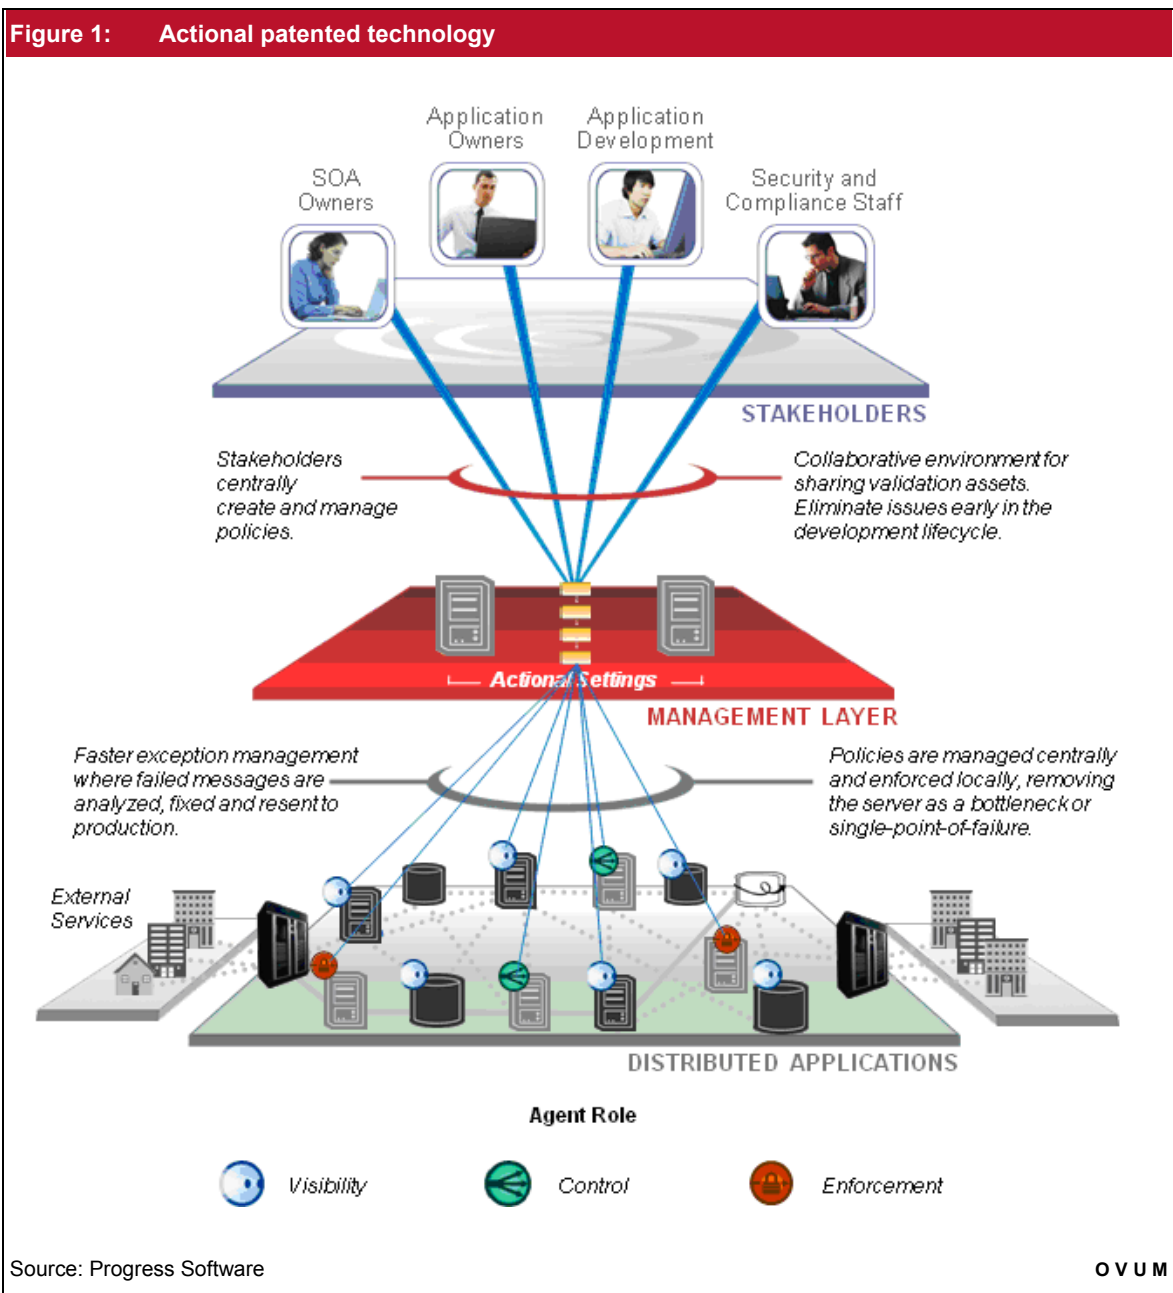 Figure 1: Actional patented technology
Application
Owners
Application
Development
SOA
Owners
Security and
Compliance Staff
STAKEHOLDERS
Stakeholders
centrally
create and manage
policies.
Collaborative environment for
sharing validation assets.
Eliminate issues early in the
development lifecycle.
Actional Settings
MANAGEMENT LAYER
Faster exception management
where failed messages are
analyzed, fixed and resent to
production.
Policies are managed centrally
and enforced locally, removing
the server as a bottleneck or
single-point-of-failure.
External
Services
DISTRIBUTED APPLICATIONS
Agent Role
Visibility
Control
Enforcement
Source: Progress Software
OVUM